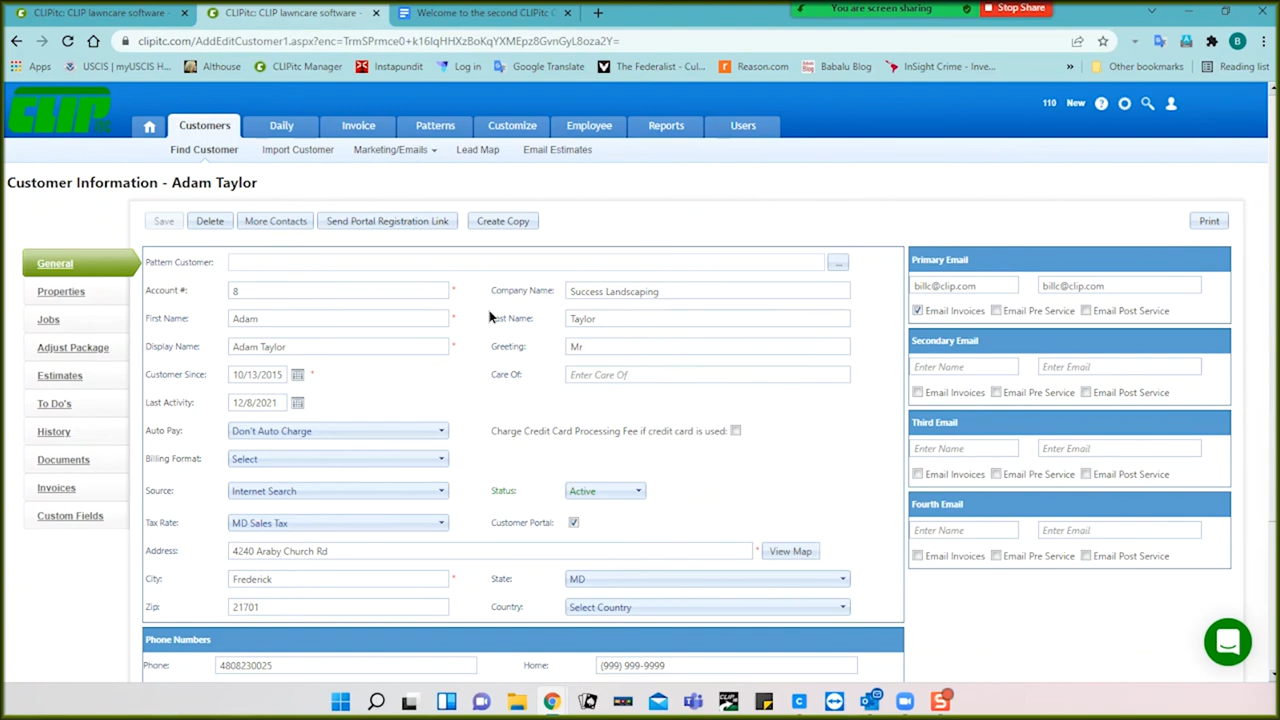 CLIPitc: CLIP lawncare software - × CLIPitc: CLIP lawncare software - × Welcome to the second CLIPitc C × + You are screen sharing Stop Share
clipitc.com/AddEditCustomer1.aspx?enc=TrmSPrmce0+k16IqHHXzBoKqYXMEpz8GvnGyL8oza2Y= B
Apps USCIS | myUSCIS H... Althouse CLIPitc Manager Instapundit Log in Google Translate The Federalist - Cul... Reason.com Babalu Blog InSight Crime - Inve... » Other bookmarks Reading list
CLIP
110 New ?
Customers Daily Invoice Patterns Customize Employee Reports Users
Find Customer Import Customer Marketing/Emails Lead Map Email Estimates
Customer Information - Adam Taylor
Save Delete More Contacts Send Portal Registration Link Create Copy Print
General
Properties
Jobs
Adjust Package
Estimates
To Do's
History
Documents
Invoices
Custom Fields
Pattern Customer: ...
Account #: 8 * Company Name: Success Landscaping
First Name: Adam * Last Name: Taylor
Display Name: Adam Taylor * Greeting: Mr
Customer Since: 10/13/2015 * Care Of: Enter Care Of
Last Activity: 12/8/2021
Auto Pay: Don't Auto Charge Charge Credit Card Processing Fee if credit card is used:
Billing Format: Select
Source: Internet Search Status: Active
Tax Rate: MD Sales Tax Customer Portal:
Address: 4240 Araby Church Rd * View Map
City: Frederick * State: MD
Zip: 21701 Country: Select Country
Phone Numbers
Phone: 4808230025 Home: (999) 999-9999
Primary Email
billc@clip.com billc@clip.com
Email Invoices Email Pre Service Email Post Service
Secondary Email
Enter Name Enter Email
Email Invoices Email Pre Service Email Post Service
Third Email
Enter Name Enter Email
Email Invoices Email Pre Service Email Post Service
Fourth Email
Enter Name Enter Email
Email Invoices Email Pre Service Email Post Service